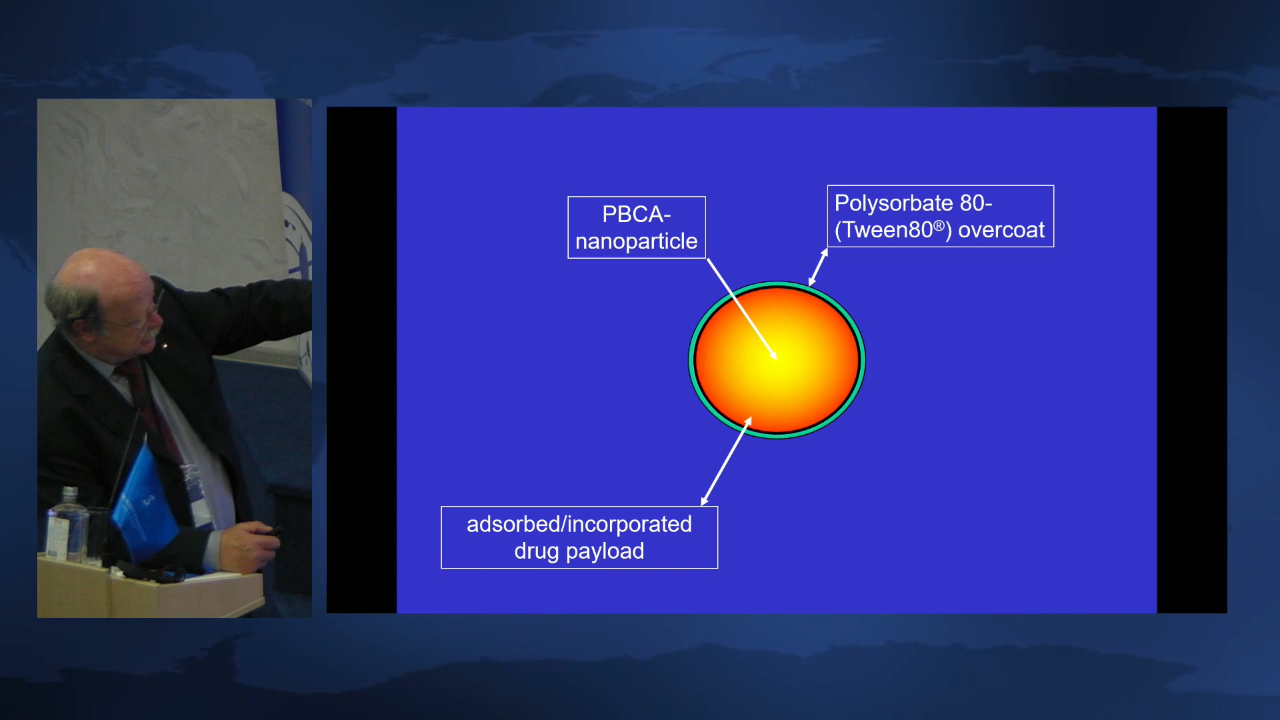 PBCA-
nanoparticle
Polysorbate 80-
(Tween80®) overcoat
adsorbed/incorporated
drug payload